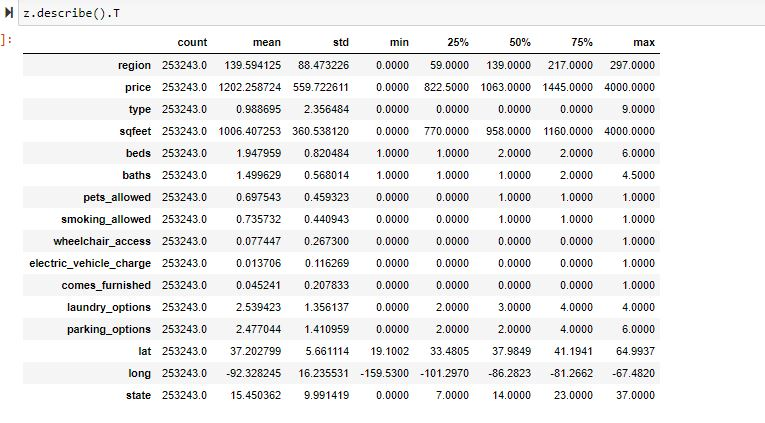 z.describe().T
]:
count mean std min 25% 50% 75% max
region 253243.0 139.594125 88.473226 0.0000 59.0000 139.0000 217.0000 297.0000
price 253243.0 1202.258724 559.722611 0.0000 822.5000 1063.0000 1445.0000 4000.0000
type 253243.0 0.988695 2.356484 0.0000 0.0000 0.0000 0.0000 9.0000
sqfeet 253243.0 1006.407253 360.538120 0.0000 770.0000 958.0000 1160.0000 4000.0000
beds 253243.0 1.947959 0.820484 1.0000 1.0000 2.0000 2.0000 6.0000
baths 253243.0 1.499629 0.568014 1.0000 1.0000 1.0000 2.0000 4.5000
pets_allowed 253243.0 0.697543 0.459323 0.0000 0.0000 1.0000 1.0000 1.0000
smoking_allowed 253243.0 0.735732 0.440943 0.0000 0.0000 1.0000 1.0000 1.0000
wheelchair_access 253243.0 0.077447 0.267300 0.0000 0.0000 0.0000 0.0000 1.0000
electric_vehicle_charge 253243.0 0.013706 0.116269 0.0000 0.0000 0.0000 0.0000 1.0000
comes_furnished 253243.0 0.045241 0.207833 0.0000 0.0000 0.0000 0.0000 1.0000
laundry_options 253243.0 2.539423 1.356137 0.0000 2.0000 3.0000 4.0000 4.0000
parking_options 253243.0 2.477044 1.410959 0.0000 2.0000 2.0000 4.0000 6.0000
lat 253243.0 37.202799 5.661114 19.1002 33.4805 37.9849 41.1941 64.9937
long 253243.0 -92.328245 16.235531 -159.5300 -101.2970 -86.2823 -81.2662 -67.4820
state 253243.0 15.450362 9.991419 0.0000 7.0000 14.0000 23.0000 37.0000